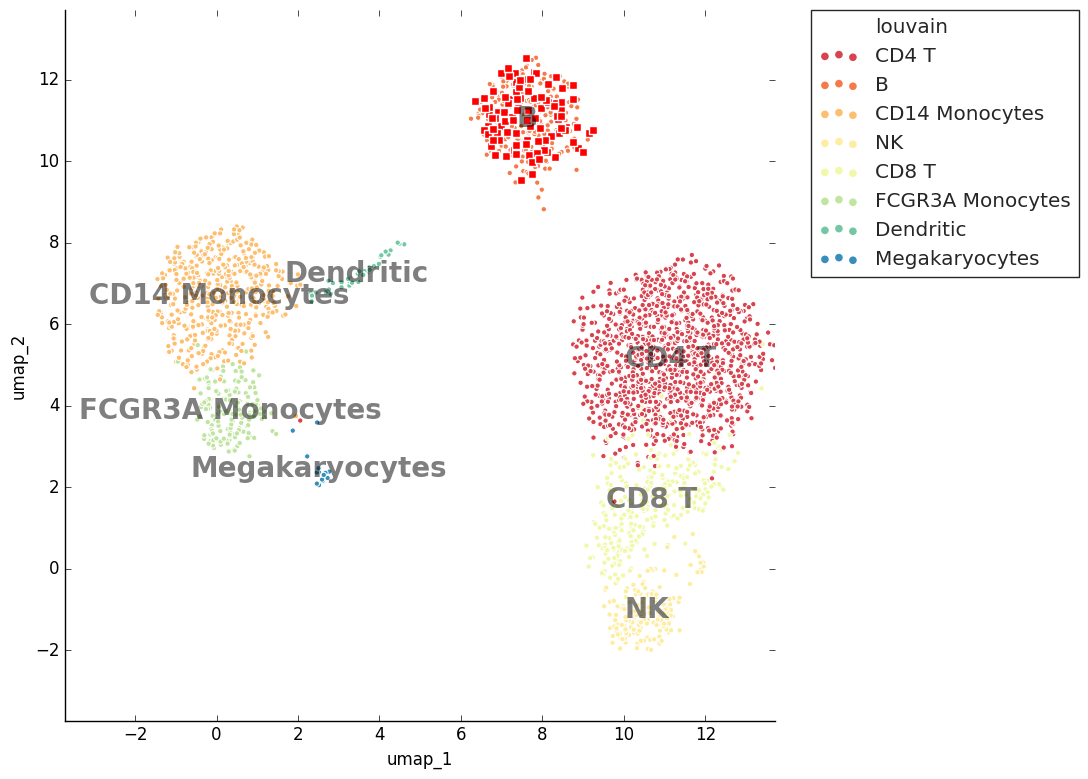 louvain
CD4 T
B
CD14 Monocytes
NK
CD8 T
FCGR3A Monocytes
Dendritic
Megakaryocytes
umap_2
12
10
8
6
4
2
0
−2
B
Dendritic
CD14 Monocytes
CD4 T
FCGR3A Monocytes
Megakaryocytes
CD8 T
NK
−2 0 2 4 6 8 10 12
umap_1